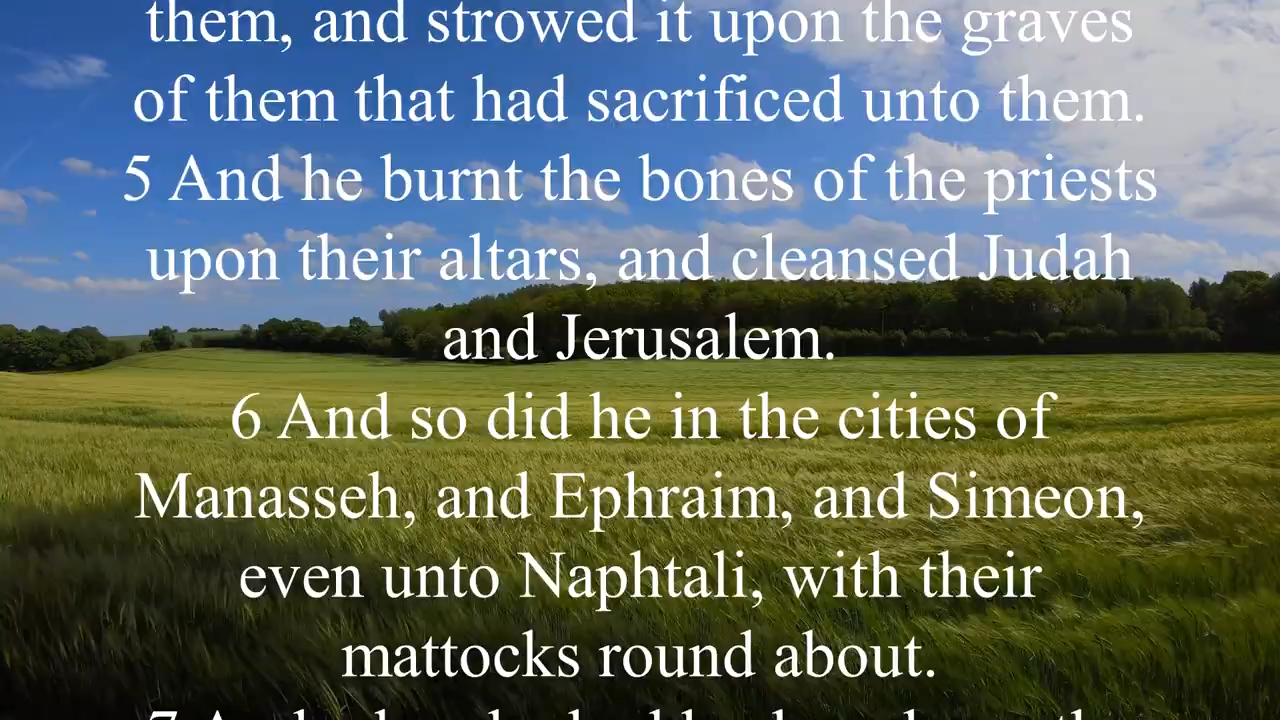 them, and strowed it upon the graves
of them that had sacrificed unto them.
5 And he burnt the bones of the priests
upon their altars, and cleansed Judah
and Jerusalem.
6 And so did he in the cities of
Manasseh, and Ephraim, and Simeon,
even unto Naphtali, with their
mattocks round about.
7 And